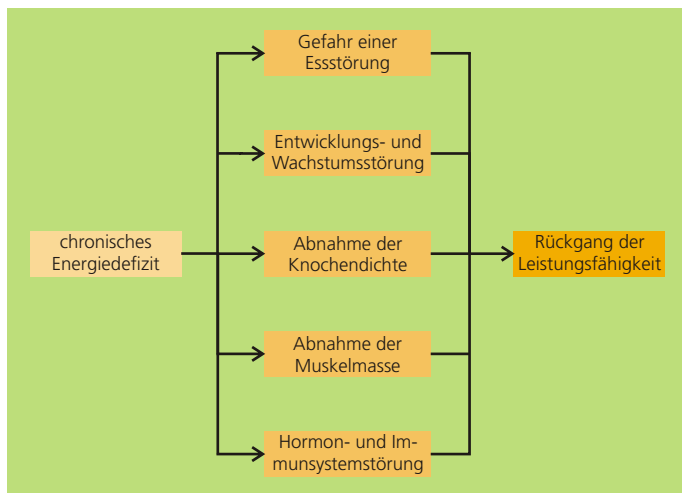 Gefahr einer
Essstörung
Entwicklungs- und
Wachstumsstörung
chronisches
Energiedefizit
Abnahme der
Knochendichte
Rückgang der
Leistungsfähigkeit
Abnahme der
Muskelmasse
Hormon- und Im-
munsystemstörung